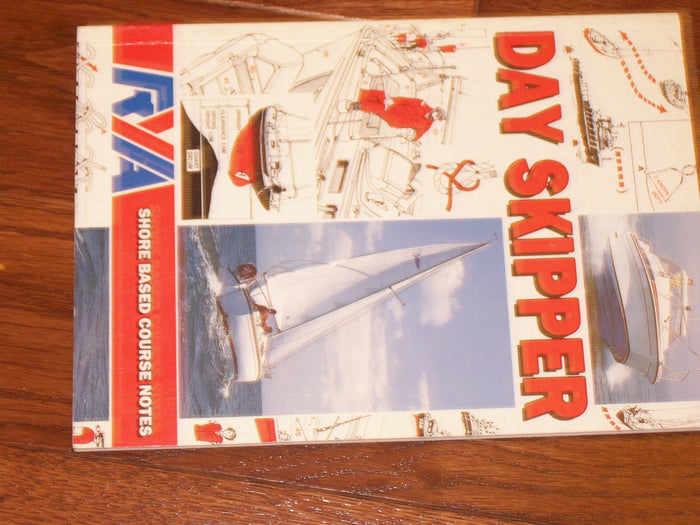 DAY SKIPPER
RYA
SHORE BASED COURSE NOTES